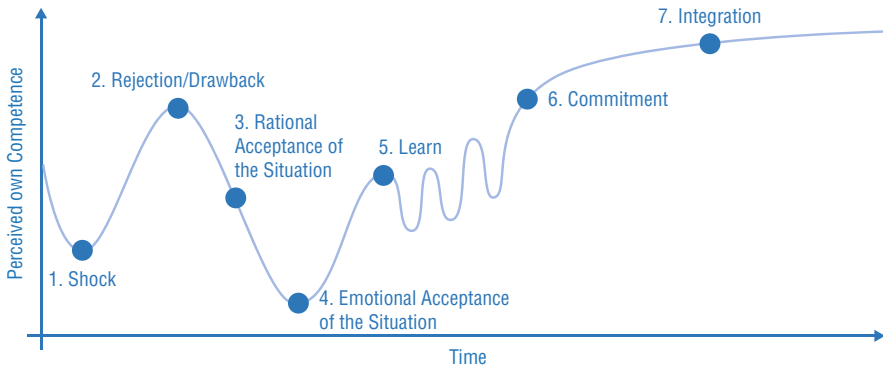 7. Integration
2. Rejection/Drawback
6. Commitment
3. Rational
Acceptance of
the Situation
5. Learn
Perceived own Competence
1. Shock
4. Emotional Acceptance
of the Situation
Time